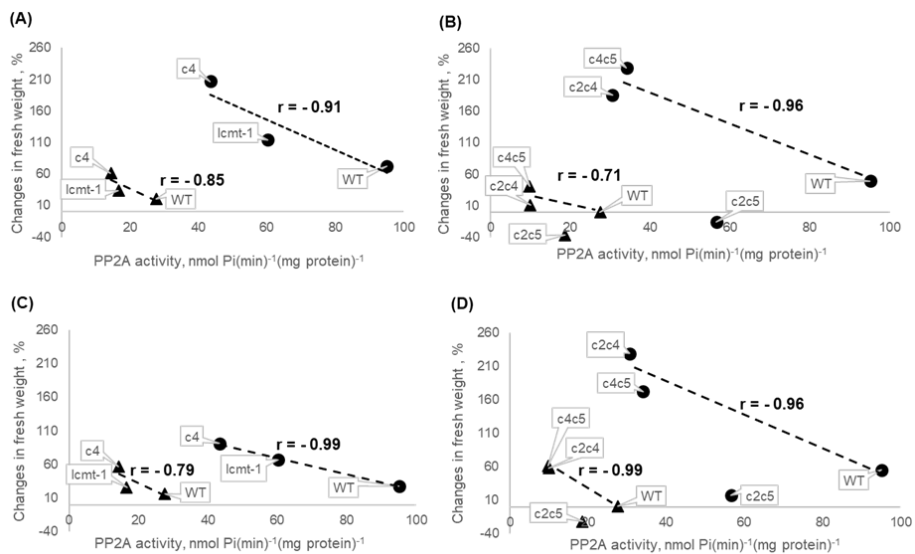 (A)
Changes in fresh weight , %
260
210
160
110
60
10
-40
0
20
40
60
80
100
c4
lcmt-1
WT
r = - 0.91
c4
lcmt-1
WT
r = - 0.85
PP2A activity, nmol Pi(min)⁻¹(mg protein)⁻¹
(B)
Changes in fresh weight , %
260
210
160
110
60
10
-40
0
20
40
60
80
100
c4c5
c2c4
r = - 0.96
WT
c2c5
c4c5
c2c4
r = - 0.71
WT
c2c5
PP2A activity, nmol Pi(min)⁻¹(mg protein)⁻¹
(C)
Changes in fresh weight , %
260
210
160
110
60
10
-40
0
20
40
60
80
100
c4
lcmt-1
r = - 0.99
WT
c4
lcmt-1
r = - 0.79
WT
PP2A activity, nmol Pi(min)⁻¹(mg protein)⁻¹
(D)
Changes in fresh weight , %
260
210
160
110
60
10
-40
0
20
40
60
80
100
c2c4
c4c5
r = - 0.96
WT
c2c5
c4c5
c2c4
r = - 0.99
WT
c2c5
PP2A activity, nmol Pi(min)⁻¹(mg protein)⁻¹